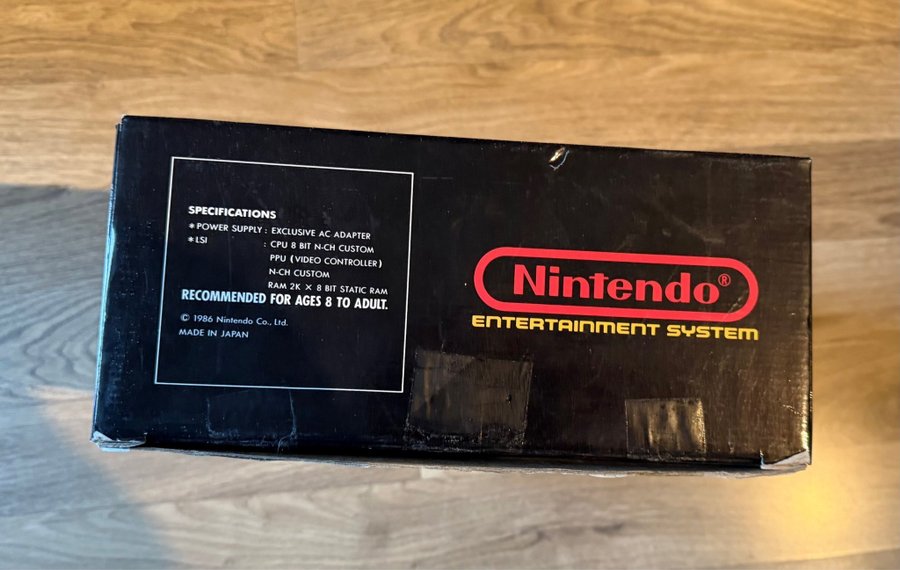 SPECIFICATIONS
*POWER SUPPLY : EXCLUSIVE AC ADAPTER
*LSI : CPU 8 BIT N-CH CUSTOM
PPU (VIDEO CONTROLLER)
N-CH CUSTOM
RAM 2K × 8 BIT STATIC RAM
RECOMMENDED FOR AGES 8 TO ADULT.
© 1986 Nintendo Co., Ltd.
MADE IN JAPAN
Nintendo®
ENTERTAINMENT SYSTEM